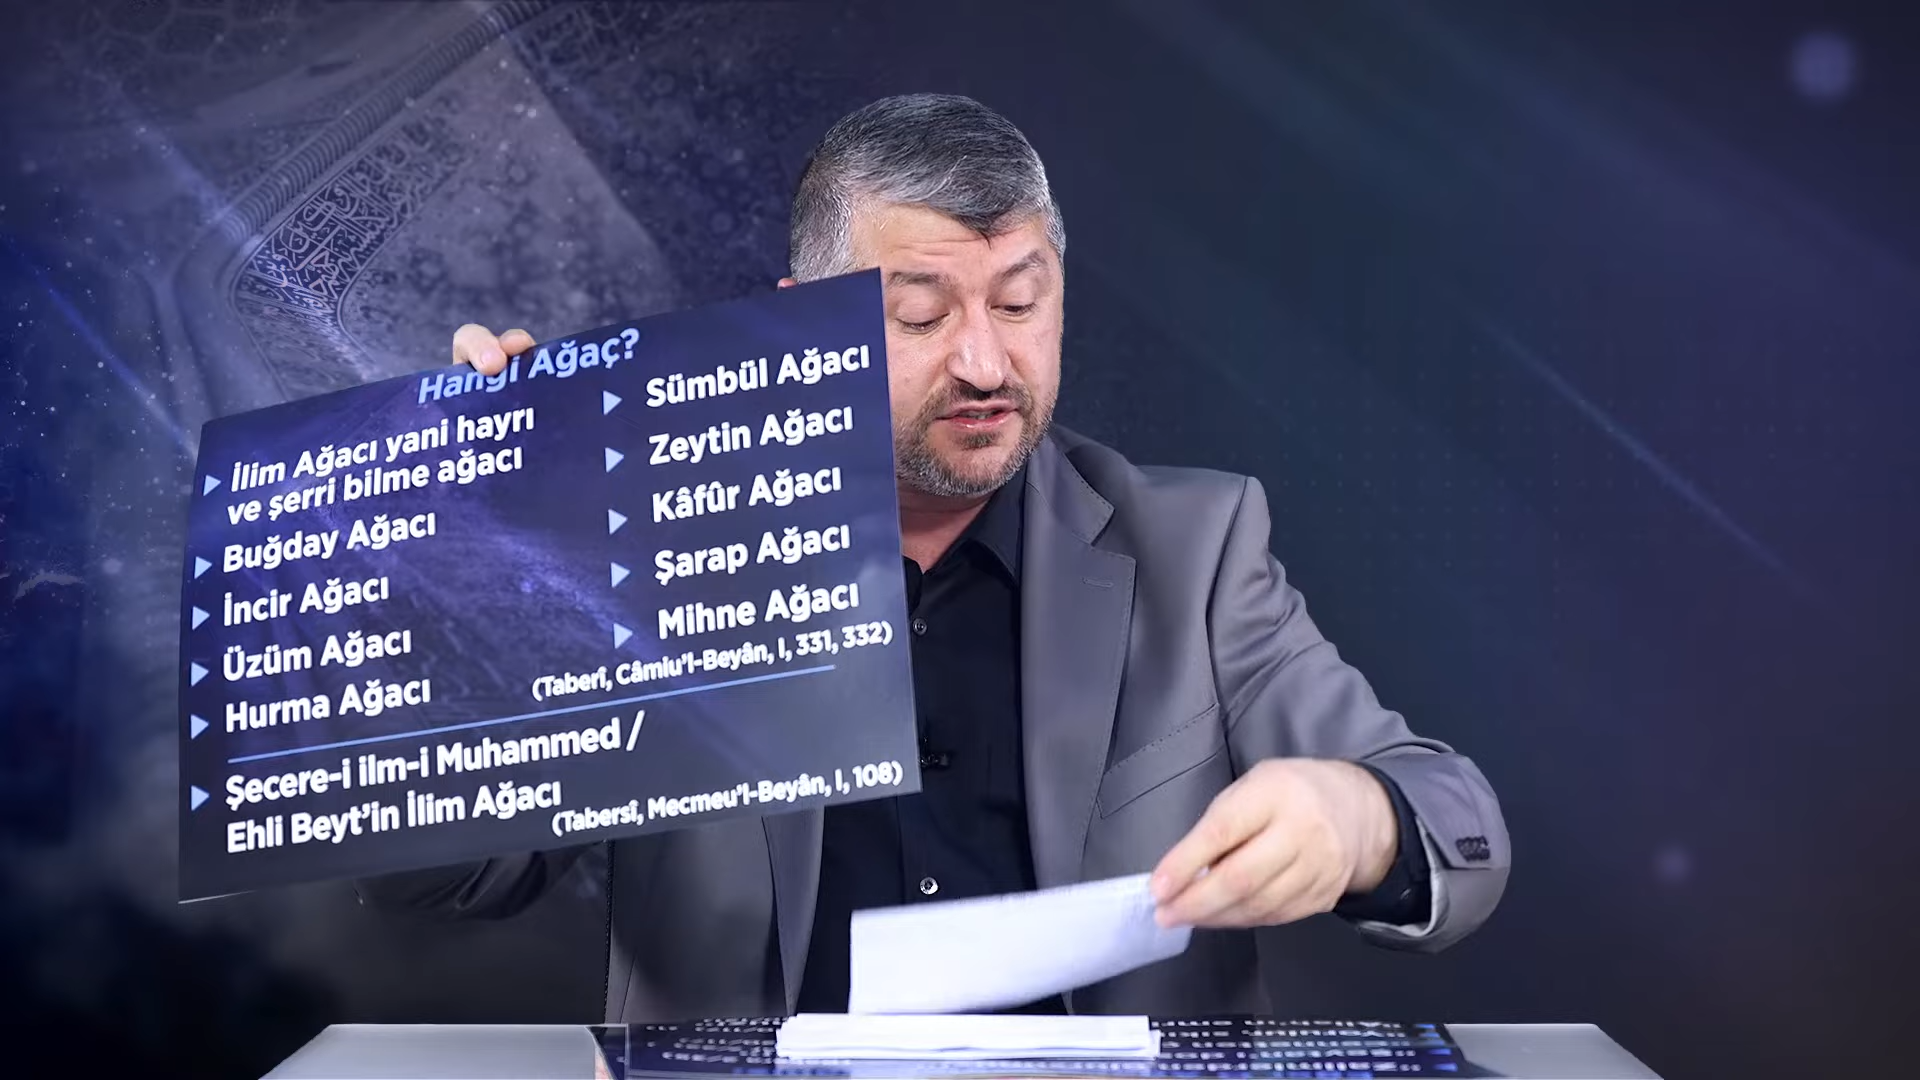 Hangi Ağaç?
İlim Ağacı yani hayrı
ve şerri bilme ağacı
Buğday Ağacı
İncir Ağacı
Üzüm Ağacı
Hurma Ağacı
Sümbül Ağacı
Zeytin Ağacı
Kâfûr Ağacı
Şarap Ağacı
Mihne Ağacı
(Taberî, Câmiu'l-Beyân, I, 331, 332)
Şecere-i ilm-i Muhammed /
Ehli Beyt'in İlim Ağacı
(Tabersî, Mecmeu'l-Beyân, I, 108)